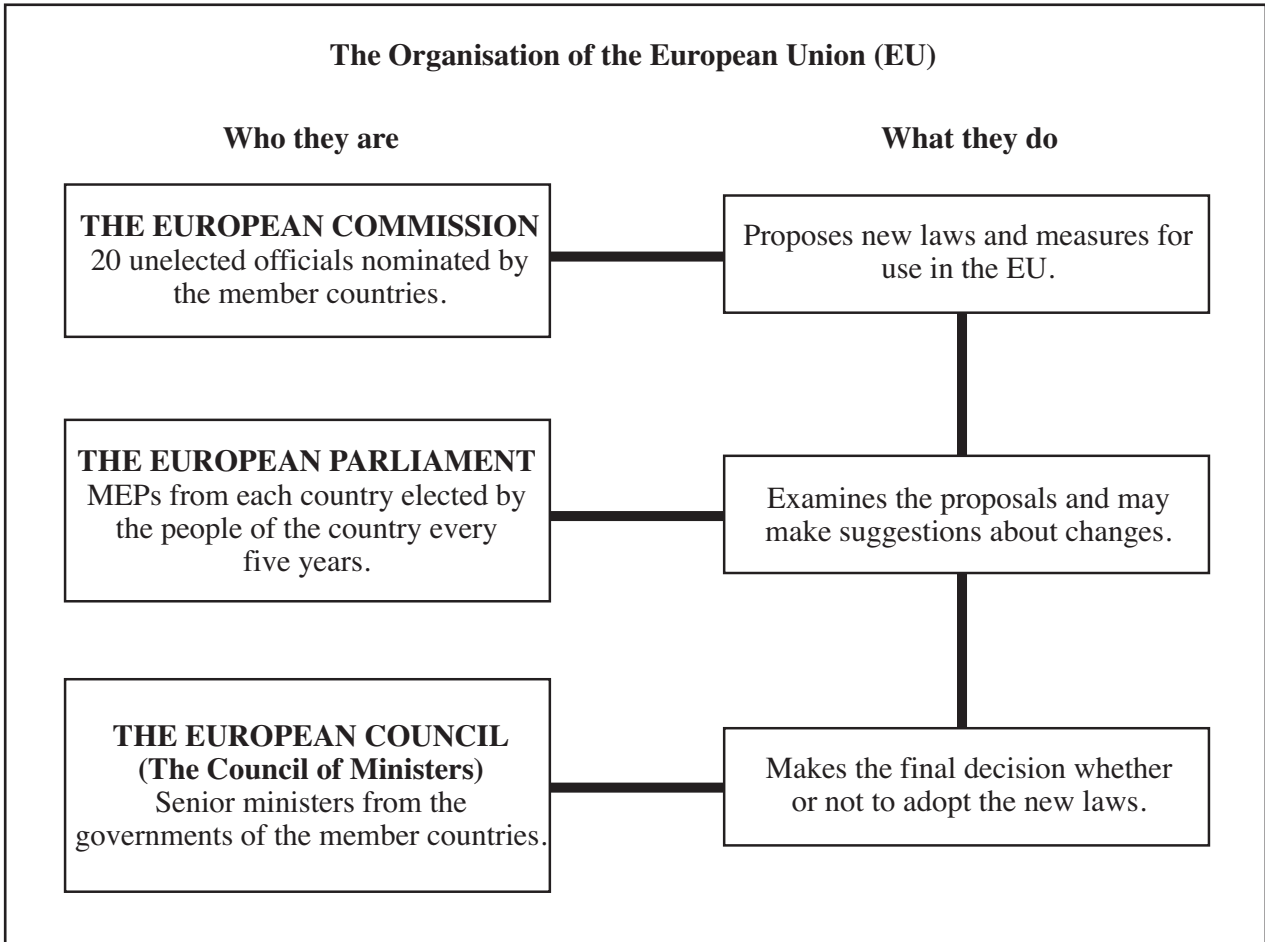 The Organisation of the European Union (EU)
Who they are
What they do
THE EUROPEAN COMMISSION
20 unelected officials nominated by
the member countries.
Proposes new laws and measures for
use in the EU.
THE EUROPEAN PARLIAMENT
MEPs from each country elected by
the people of the country every
five years.
Examines the proposals and may
make suggestions about changes.
THE EUROPEAN COUNCIL
(The Council of Ministers)
Senior ministers from the
governments of the member countries.
Makes the final decision whether
or not to adopt the new laws.